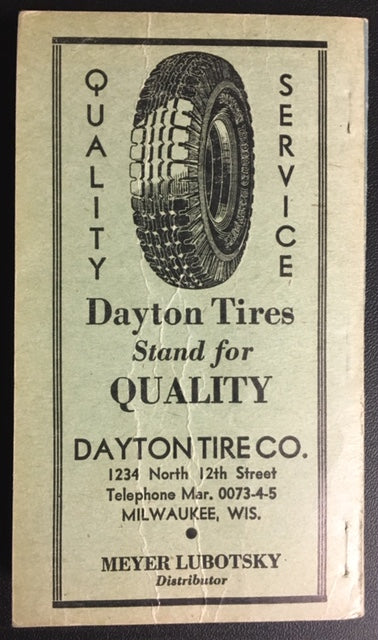 QUALITY
SERVICE
Dayton Tires
Stand for
QUALITY
DAYTON TIRE CO.
1234 North 12th Street
Telephone Mar. 0073-4-5
MILWAUKEE, WIS.
MEYER LUBOTSKY
Distributor